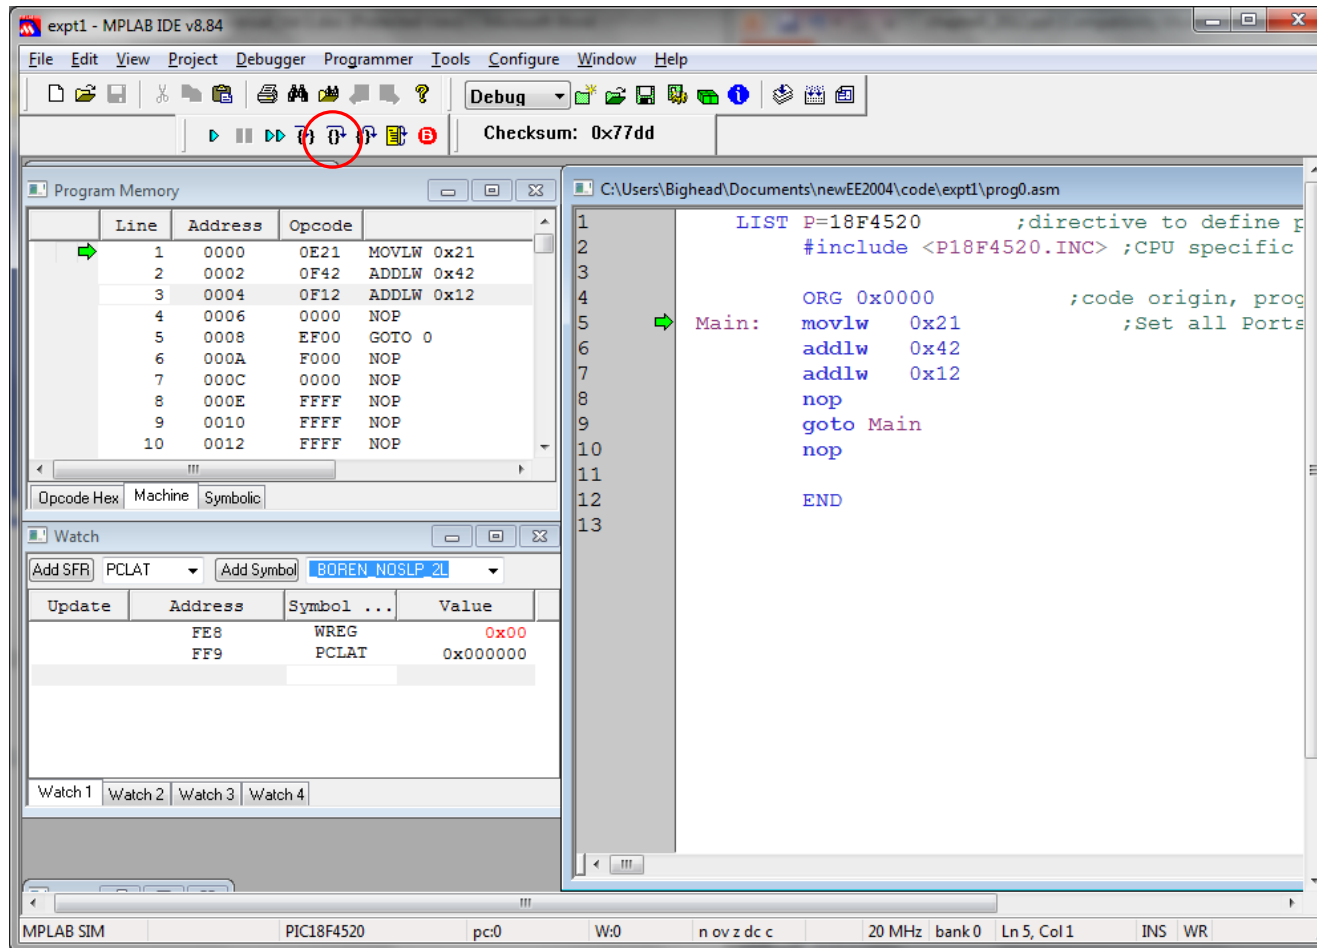 expt1 - MPLAB IDE v8.84
File Edit View Project Debugger Programmer Tools Configure Window Help
Debug
Checksum: 0x77dd
Program Memory
Line Address Opcode
1 0000 0E21 MOVLW 0x21
2 0002 0F42 ADDLW 0x42
3 0004 0F12 ADDLW 0x12
4 0006 0000 NOP
5 0008 EF00 GOTO 0
6 000A F000 NOP
7 000C 0000 NOP
8 000E FFFF NOP
9 0010 FFFF NOP
10 0012 FFFF NOP
Opcode Hex Machine Symbolic
Watch
Add SFR PCLAT Add Symbol _BOREN_NOSLP_2L
Update Address Symbol ... Value
FE8 WREG 0x00
FF9 PCLAT 0x000000
Watch 1 Watch 2 Watch 3 Watch 4
C:\Users\Bighead\Documents\newEE2004\code\expt1\prog0.asm
1 LIST P=18F4520 ;directive to define p
2 #include <P18F4520.INC> ;CPU specific
3
4 ORG 0x0000 ;code origin, prog
5 Main: movlw 0x21 ;Set all Ports
6 addlw 0x42
7 addlw 0x12
8 nop
9 goto Main
10 nop
11
12 END
13
MPLAB SIM PIC18F4520 pc:0 W:0 n ov z dc c 20 MHz bank 0 Ln 5, Col 1 INS WR